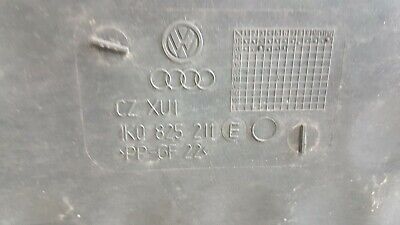 CZ XUI
1K0 825 211 E
>PP-GF 22<